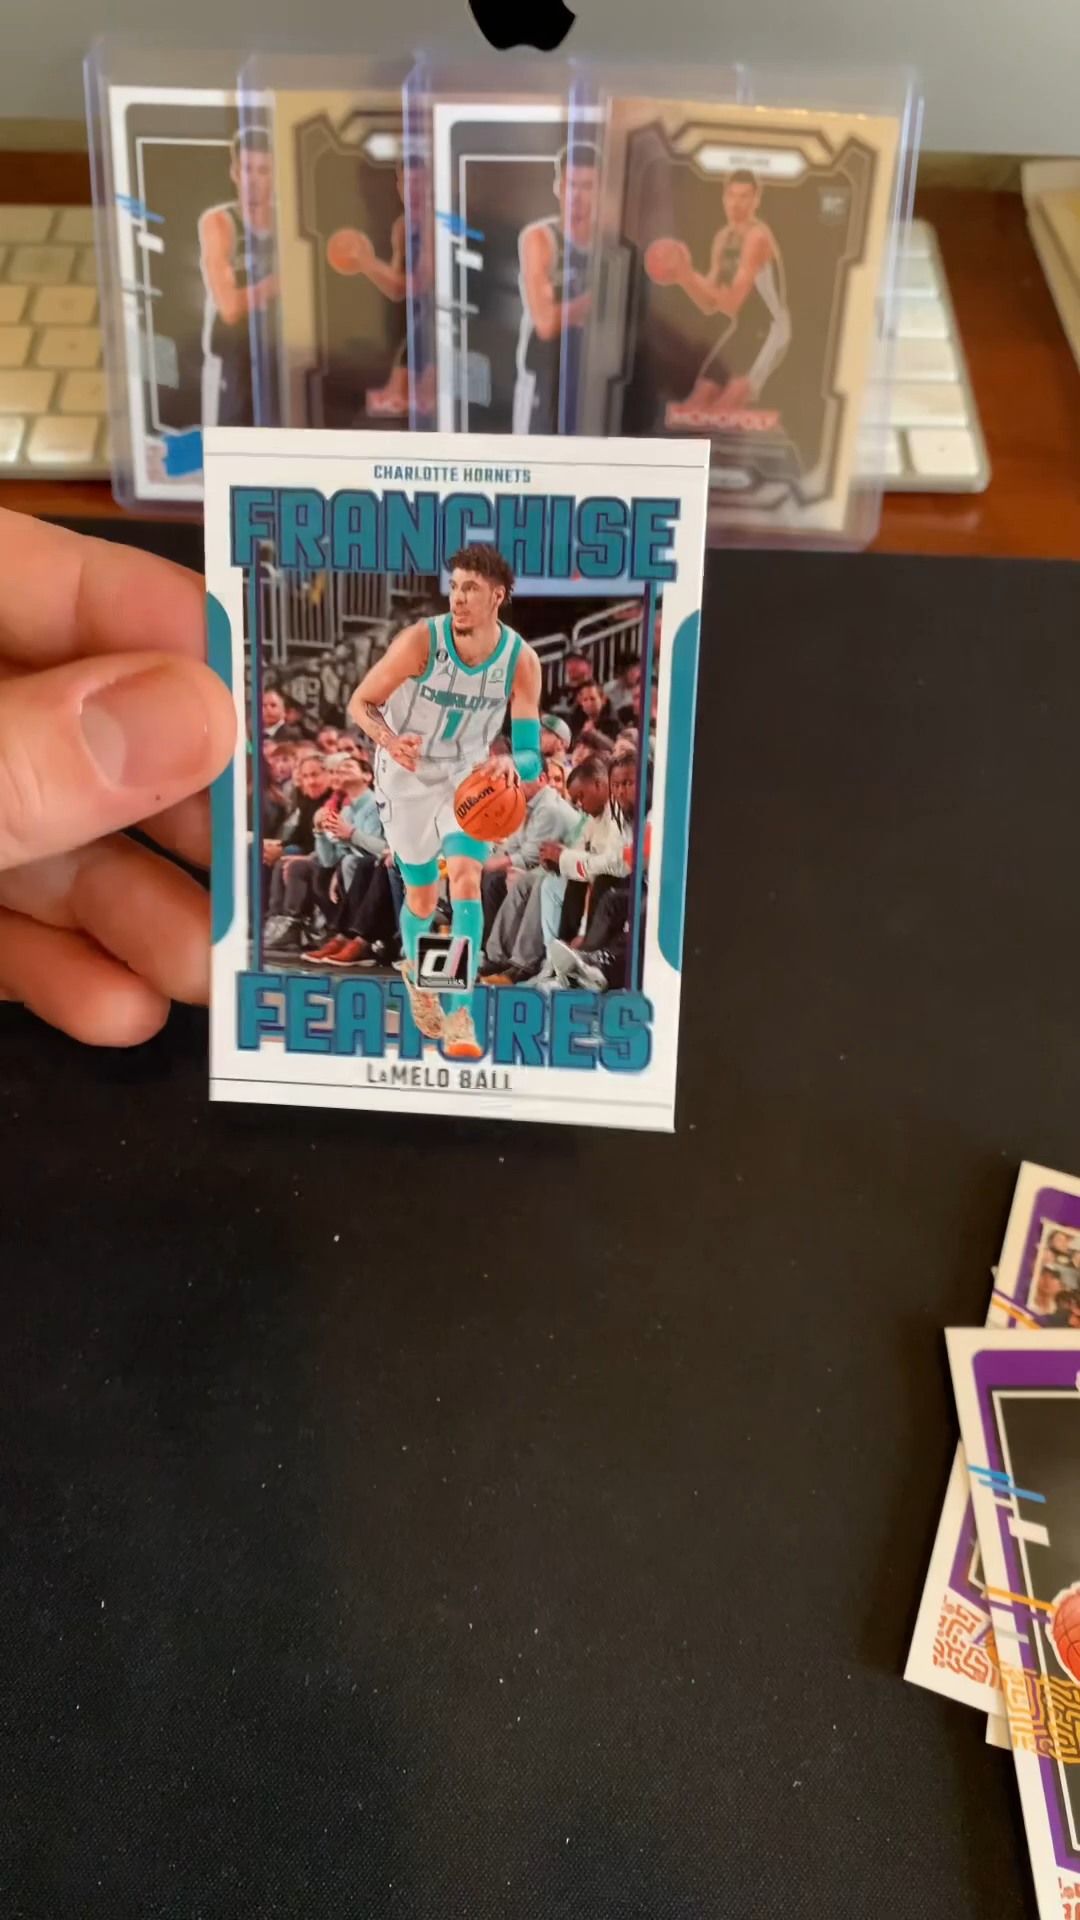 MONOPOLY
CHARLOTTE HORNETS
FRANCHISE
CHARLOTTE
1
Wilson
d
FEATURES
LaMELO BALL